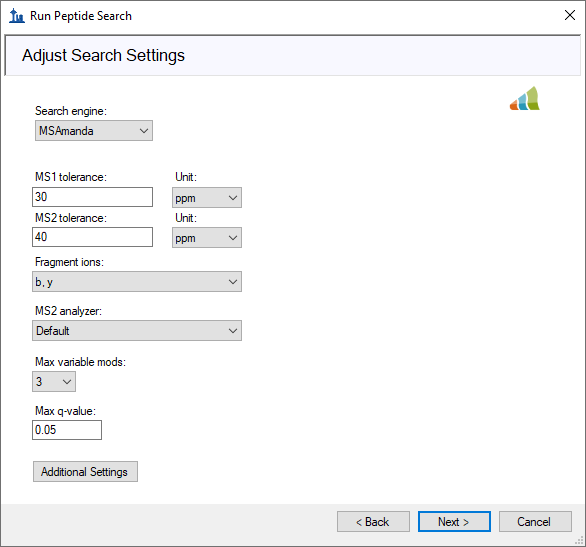 Run Peptide Search
Adjust Search Settings
Search engine:
MSAmanda
MS1 tolerance: Unit:
30 ppm
MS2 tolerance: Unit:
40 ppm
Fragment ions:
b, y
MS2 analyzer:
Default
Max variable mods:
3
Max q-value:
0.05
Additional Settings
< Back Next > Cancel